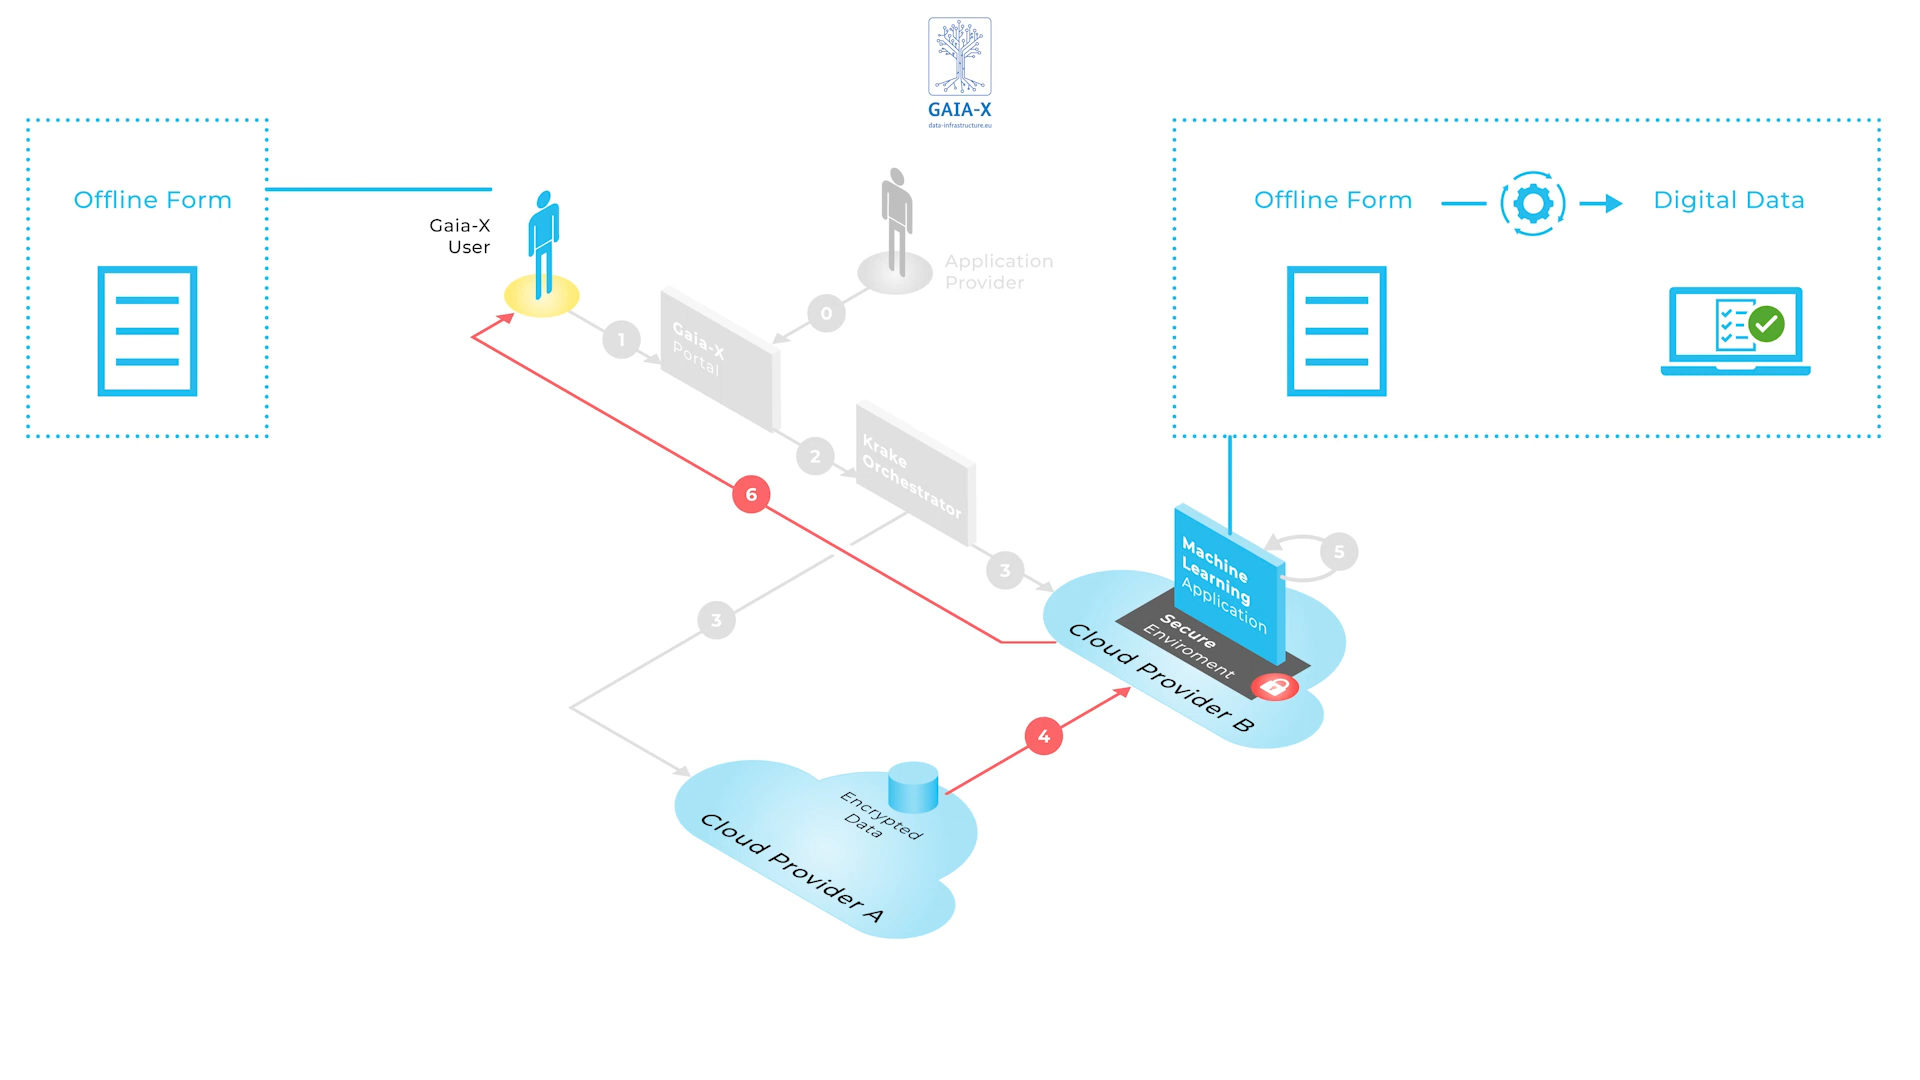 GAIA-X
data-infrastructure.eu
Offline Form
Gaia-X
User
Application
Provider
Offline Form
Digital Data
0
1
Gaia-X
Portal
2
Krake
Orchestrator
6
3
3
5
Machine
Learning
Application
Secure
Enviroment
Cloud Provider B
4
Encrypted
Data
Cloud Provider A